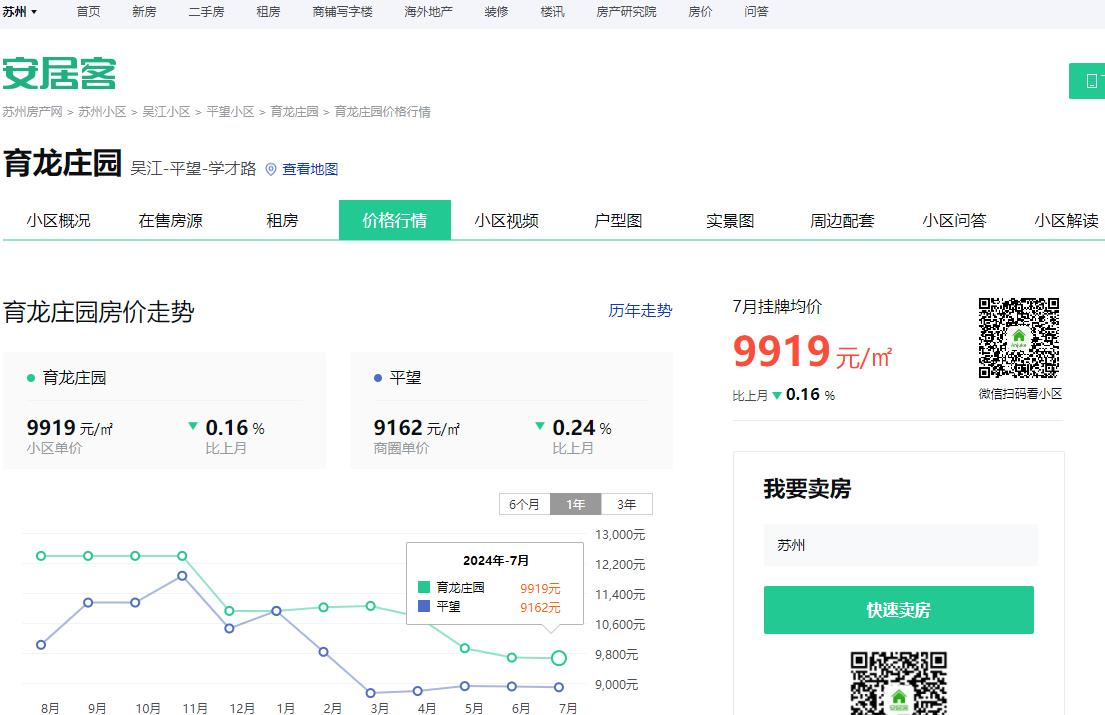 苏州 首页 新房 二手房 租房 商铺写字楼 海外地产 装修 楼讯 房产研究院 房价 问答
安居客
苏州房产网 > 苏州小区 > 吴江小区 > 平望小区 > 育龙庄园 > 育龙庄园价格行情
育龙庄园 吴江-平望-学才路 查看地图
小区概况 在售房源 租房 价格行情 小区视频 户型图 实景图 周边配套 小区问答 小区解读
育龙庄园房价走势 历年走势
育龙庄园
9919 元/㎡ 0.16 %
小区单价 比上月
平望
9162 元/㎡ 0.24 %
商圈单价 比上月
6个月 1年 3年
13,000元
12,200元
11,400元
10,600元
9,800元
9,000元
2024年-7月
育龙庄园 9919元
平望 9162元
8月 9月 10月 11月 12月 1月 2月 3月 4月 5月 6月 7月
7月挂牌均价
9919 元/㎡
比上月 0.16 %
Anjuke
微信扫码看小区
我要卖房
苏州
快速卖房
安居客